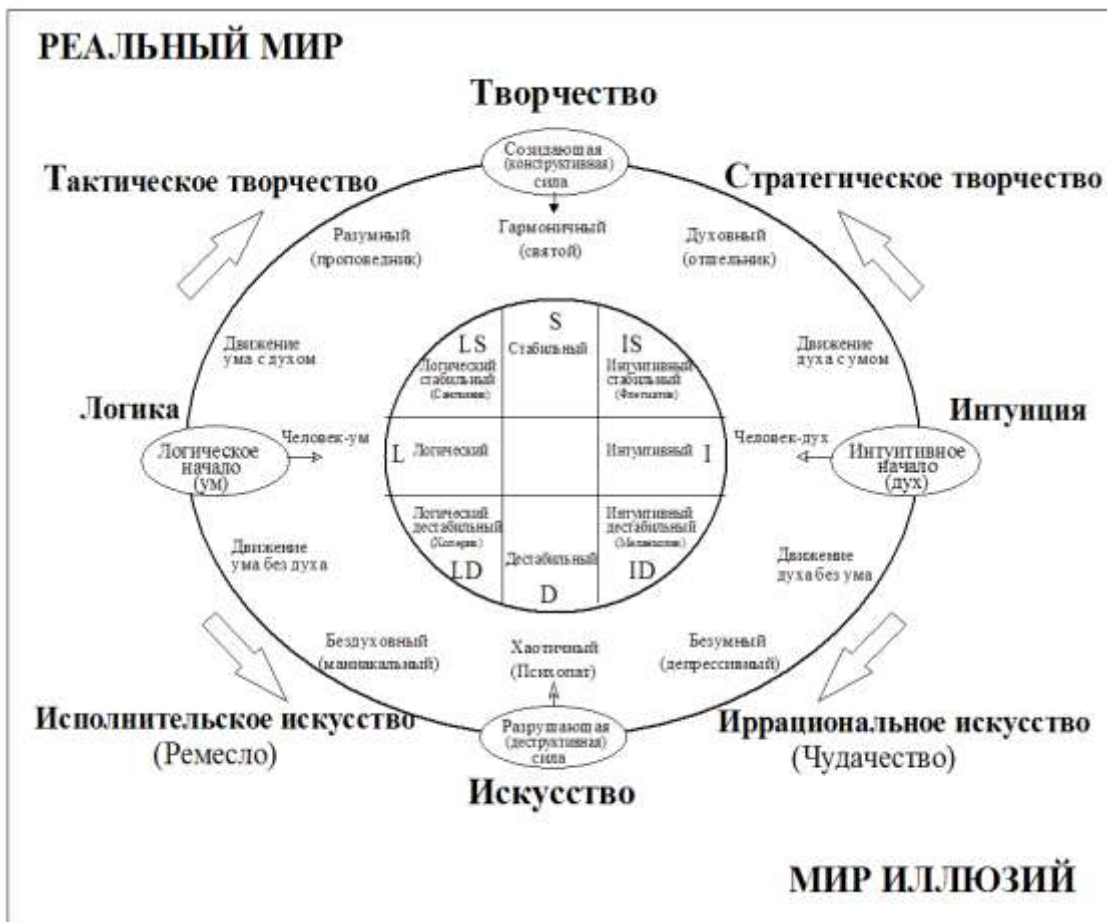 РЕАЛЬНЫЙ МИР
Творчество
Созидающая
(конструктивная)
сила
Тактическое творчество
Стратегическое творчество
Разумный
(проповедник)
Гармоничный
(святой)
Духовный
(отшельник)
Движение
ума с духом
Движение
духа с умом
LS
S
IS
Логический
стабильный
(Сангвиник)
Стабильный
Интуитивный
стабильный
(Флегматик)
Логика
Интуиция
Логическое
начало
(ум)
Человек-ум
L
Логический
Интуитивный
I
Человек-дух
Интуитивное
начало
(дух)
Логический
дестабильный
(Холерик)
Дестабильный
Интуитивный
дестабильный
(Меланхолик)
LD
D
ID
Движение
ума без духа
Движение
духа без ума
Бездуховный
(маниакальный)
Хаотичный
(Психопат)
Безумный
(депрессивный)
Исполнительское искусство
(Ремесло)
Разрушающая
(деструктивная)
сила
Иррациональное искусство
(Чудачество)
Искусство
МИР ИЛЛЮЗИЙ